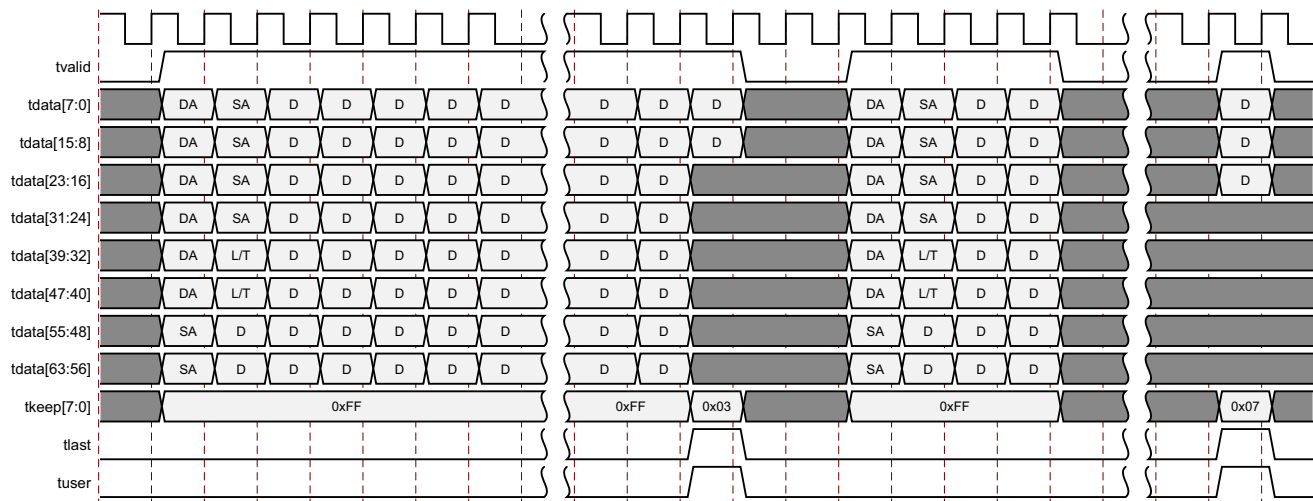 tvalid
tdata[7:0] DA SA D D D D D D D D DA SA D D D
tdata[15:8] DA SA D D D D D D D D DA SA D D D
tdata[23:16] DA SA D D D D D D D DA SA D D D
tdata[31:24] DA SA D D D D D D D DA SA D D
tdata[39:32] DA L/T D D D D D D D DA L/T D D
tdata[47:40] DA L/T D D D D D D D DA L/T D D
tdata[55:48] SA D D D D D D D D SA D D D
tdata[63:56] SA D D D D D D D D SA D D D
tkeep[7:0] 0xFF 0xFF 0x03 0xFF 0x07
tlast
tuser